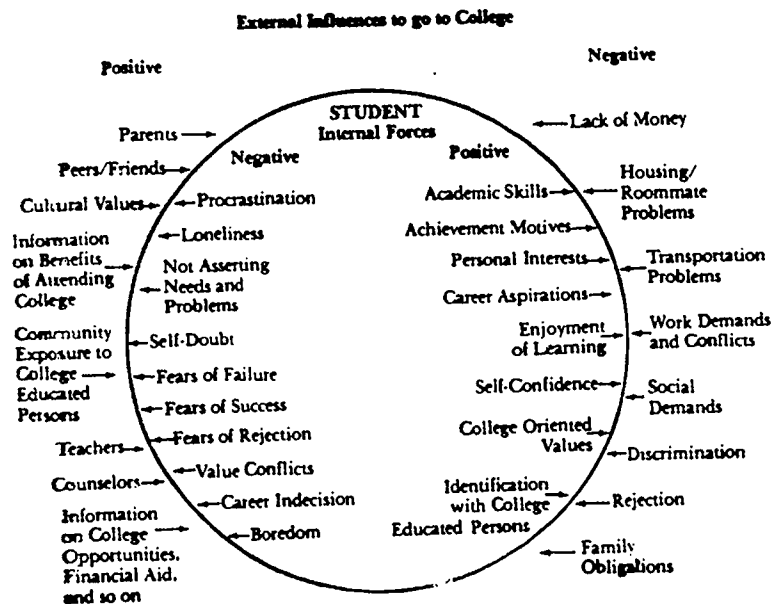 External Influences to go to College
Positive
Negative
STUDENT
Internal Forces
Negative
Positive
Parents
Peers/Friends
Cultural Values
Information
on Benefits
of Attending
College
Community
Exposure to
College
Educated
Persons
Teachers
Counselors
Information
on College
Opportunities,
Financial Aid,
and so on
Procrastination
Loneliness
Not Asserting
Needs and
Problems
Self-Doubt
Fears of Failure
Fears of Success
Fears of Rejection
Value Conflicts
Career Indecision
Boredom
Academic Skills
Achievement Motives
Personal Interests
Career Aspirations
Enjoyment
of Learning
Self-Confidence
College Oriented
Values
Identification
with College
Educated Persons
Lack of Money
Housing/
Roommate
Problems
Transportation
Problems
Work Demands
and Conflicts
Social
Demands
Discrimination
Rejection
Family
Obligations